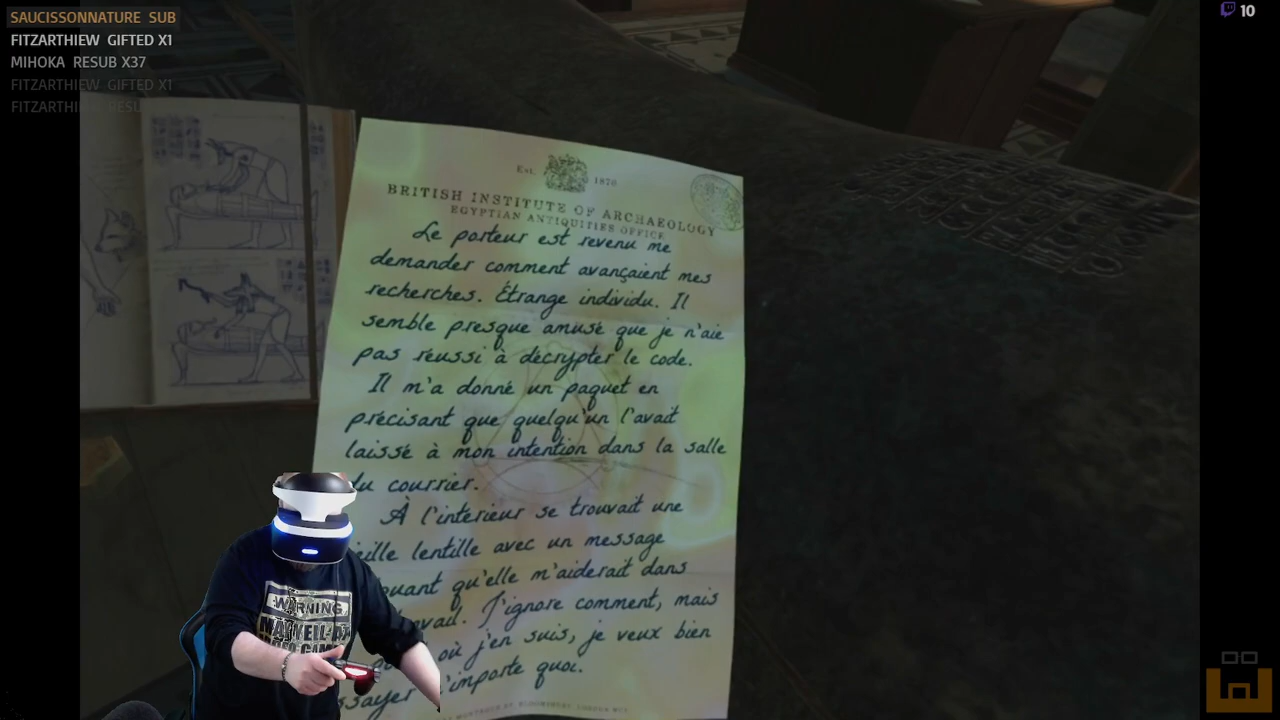 SAUCISSONNATURE SUB
FITZARTHIEW GIFTED X1
MIHOKA RESUB X37
FITZARTHIEW GIFTED X1
10
Est. 1870
BRITISH INSTITUTE OF ARCHAEOLOGY
EGYPTIAN ANTIQUITIES OFFICE
Le porteur est revenu me
demander comment avançaient mes
recherches. Étrange individu. Il
semble presque amusé que je n'aie
pas réussi à décrypter le code.
Il m'a donné un paquet en
précisant que quelqu'un l'avait
laissé à mon intention dans la salle
du courrier.
À l'intérieur se trouvait une
lentille avec un message
qu'elle m'aiderait dans
J'ignore comment, mais
où j'en suis, je veux bien
n'importe quoi.
WARNING